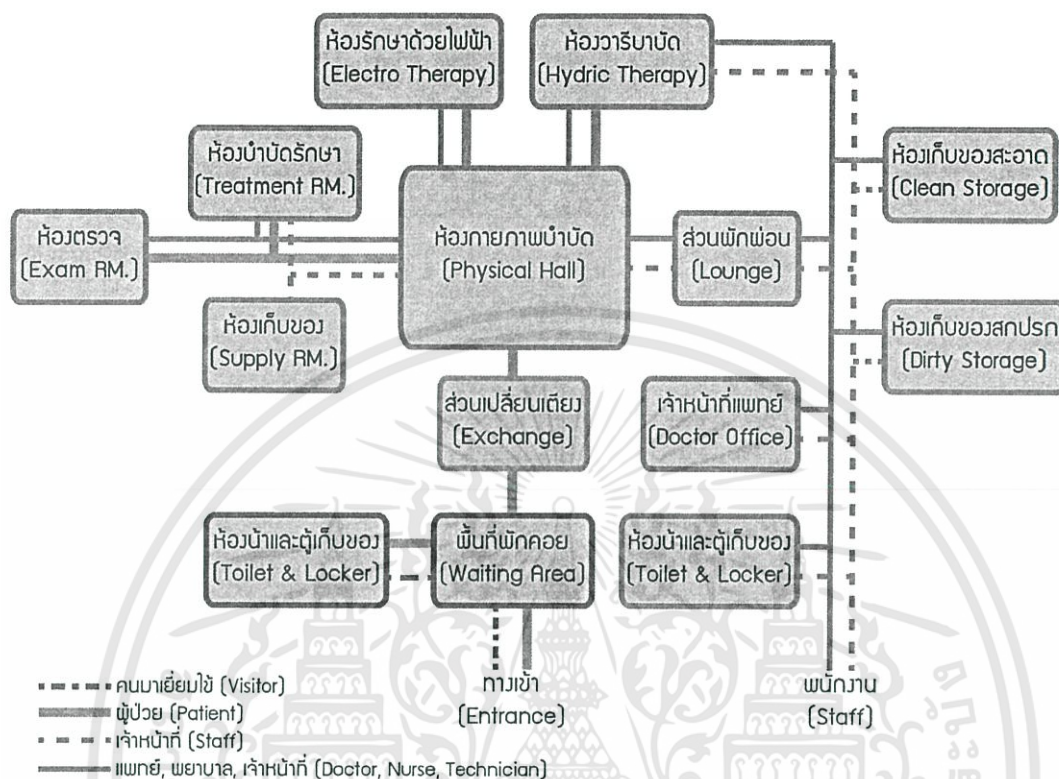 ห้องรักษาด้วยไฟฟ้า
(Electro Therapy)
ห้องวารีบาบัด
(Hydric Therapy)
ห้องบำบัดรักษา
(Treatment RM.)
ห้องเก็บของสะอาด
(Clean Storage)
ห้องตรวจ
(Exam RM.)
ห้องกายภาพบำบัด
(Physical Hall)
ส่วนพักผ่อน
(Lounge)
ห้องเก็บของ
(Supply RM.)
ห้องเก็บของสกปรก
(Dirty Storage)
ส่วนเปลี่ยนเตียง
(Exchange)
เจ้าหน้าที่แพทย์
(Doctor Office)
ห้องน้ำและตู้เก็บของ
(Toilet & Locker)
พื้นที่พักคอย
(Waiting Area)
ห้องน้ำและตู้เก็บของ
(Toilet & Locker)
ทางเข้า
(Entrance)
พนักงาน
(Staff)
คนมาเยี่ยมไข้ (Visitor)
ผู้ป่วย (Patient)
เจ้าหน้าที่ (Staff)
แพทย์, พยาบาล, เจ้าหน้าที่ (Doctor, Nurse, Technician)